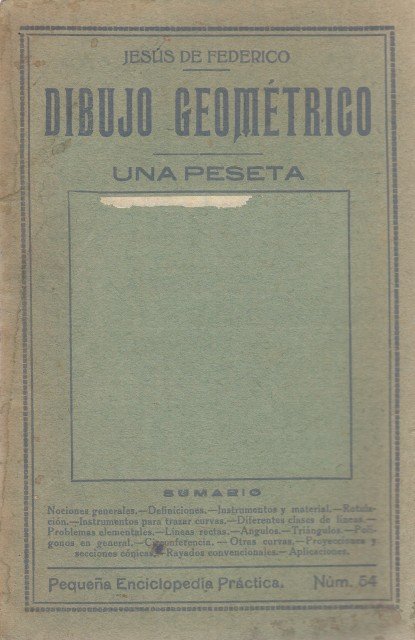 JESÚS DE FEDERICO
DIBUJO GEOMÉTRICO
UNA PESETA
SUMARIO
Nociones generales.—Definiciones.—Instrumentos y material.—Rotula-
ción.—Instrumentos para trazar curvas.—Diferentes clases de líneas.—
Problemas elementales.—Líneas rectas.—Ángulos.—Triángulos.—Polí-
gonos en general.—Circunferencia.—Otras curvas.—Proyecciones y
secciones cónicas.—Rayados convencionales.—Aplicaciones.
Pequeña Enciclopedia Práctica. Núm. 54